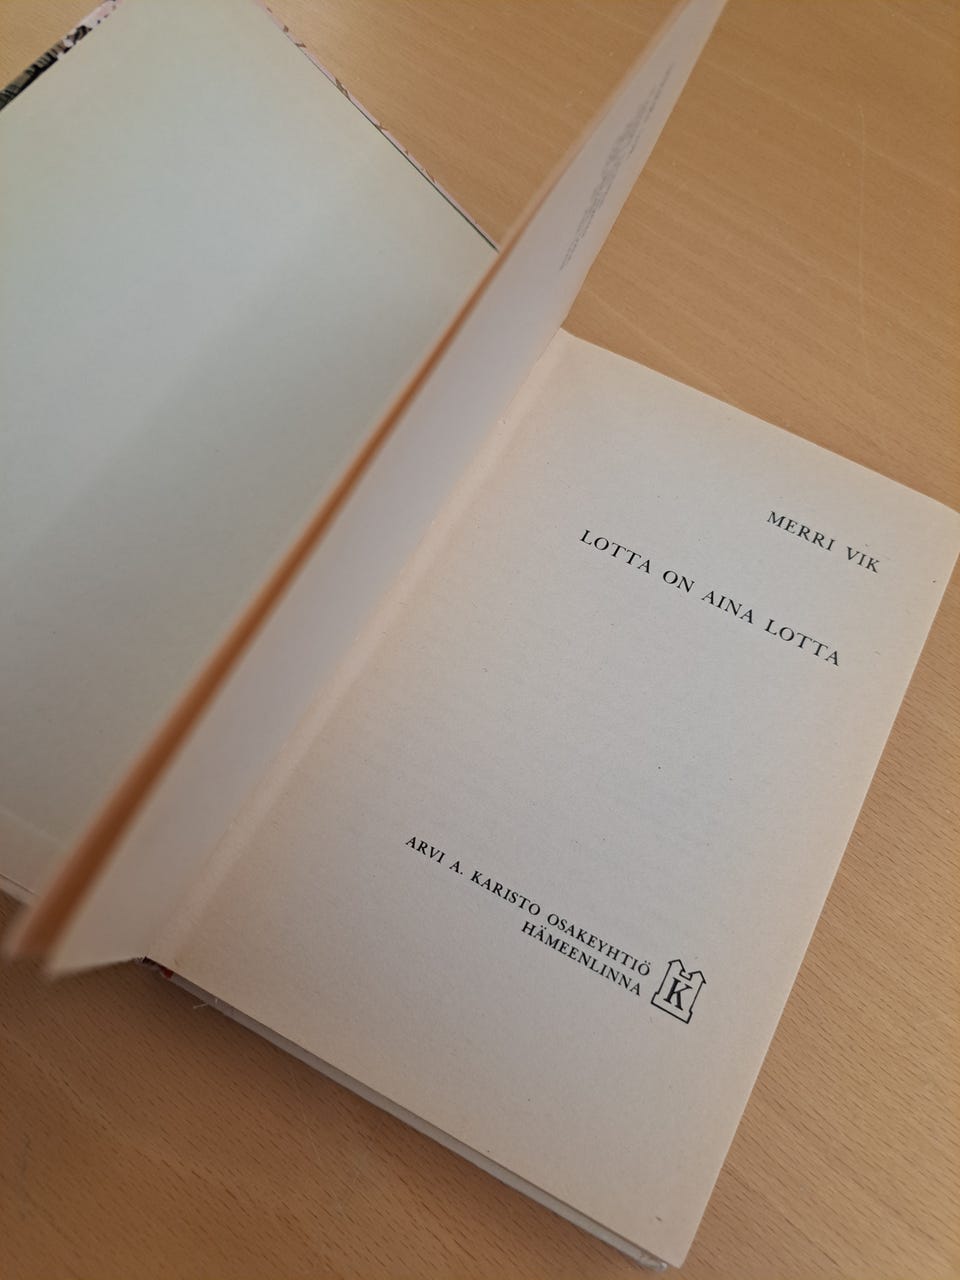 MERRI VIK
LOTTA ON AINA LOTTA
ARVI A. KARISTO OSAKEYHTIÖ
HÄMEENLINNA
K